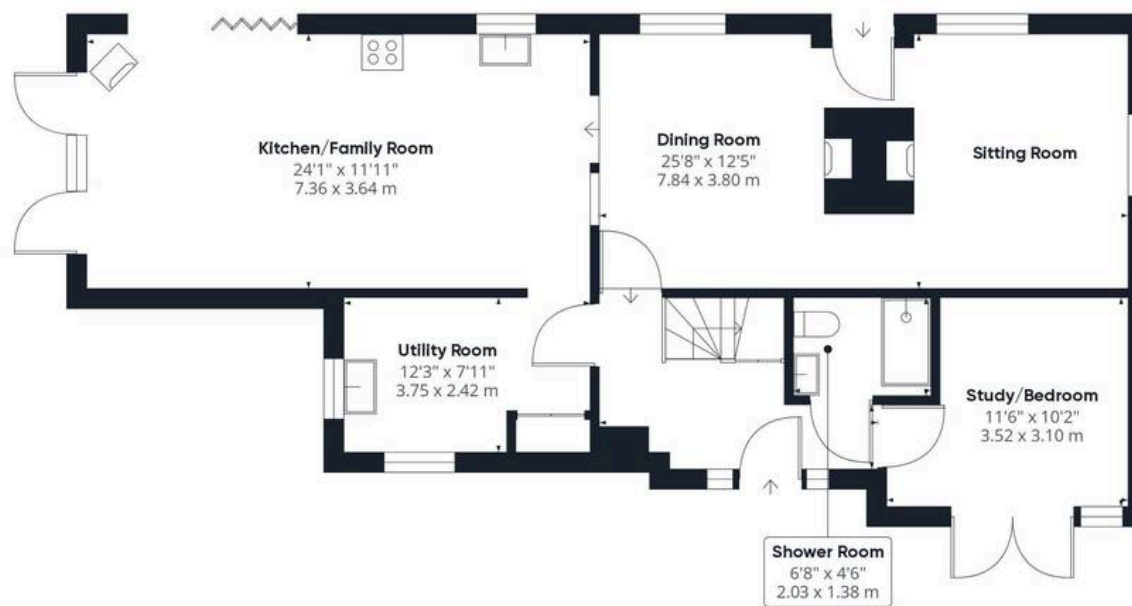 Kitchen/Family Room
24'1" x 11'11"
7.36 x 3.64 m
Dining Room
25'8" x 12'5"
7.84 x 3.80 m
Sitting Room
Utility Room
12'3" x 7'11"
3.75 x 2.42 m
Study/Bedroom
11'6" x 10'2"
3.52 x 3.10 m
Shower Room
6'8" x 4'6"
2.03 x 1.38 m